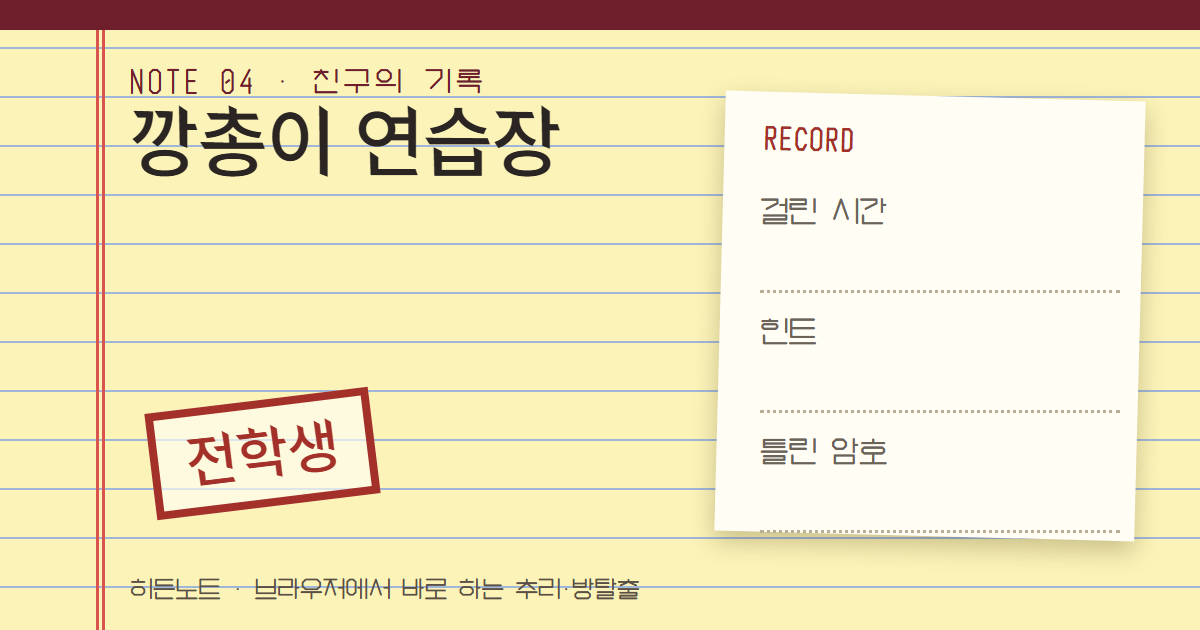 NOTE 04 · 친구의 기록
깡총이 연습장
전학생
히든노트 · 브라우저에서 바로 하는 추리·방탈출
RECORD
걸린 시간
힌트
틀린 암호